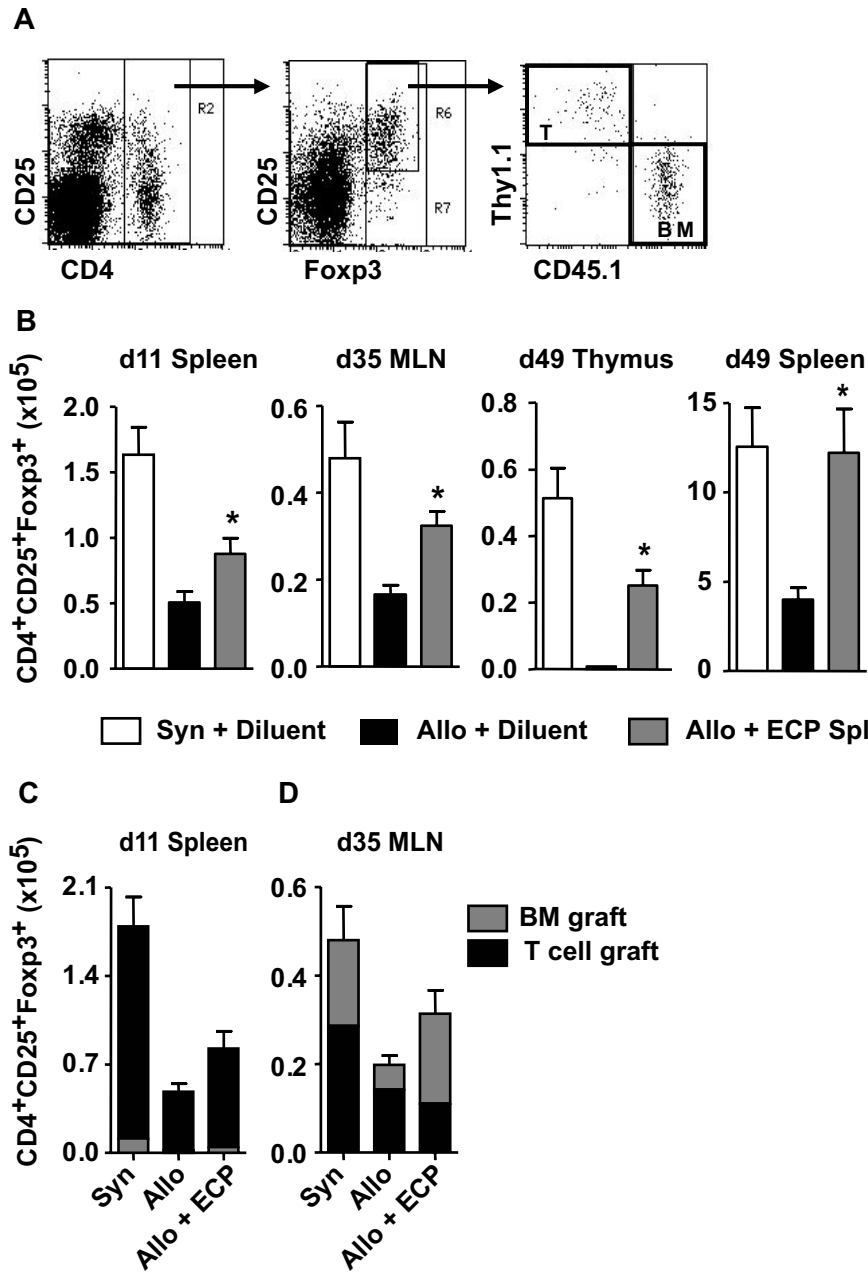 A
R2
CD25
CD4
R6
R7
CD25
Foxp3
T
BM
Thy1.1
CD45.1
B
d11 Spleen
d35 MLN
d49 Thymus
d49 Spleen
CD4+CD25+Foxp3+ (x10⁵)
2.0
1.5
1.0
0.5
0.0
0.6
0.4
0.2
0.0
0.8
0.6
0.4
0.2
0.0
15
10
5
0
*
*
*
*
Syn + Diluent
Allo + Diluent
Allo + ECP Spl
C
D
d11 Spleen
d35 MLN
CD4+CD25+Foxp3+ (x10⁵)
2.1
1.4
0.7
0.0
Syn
Allo
Allo + ECP
0.6
0.4
0.2
0.0
Syn
Allo
Allo + ECP
BM graft
T cell graft